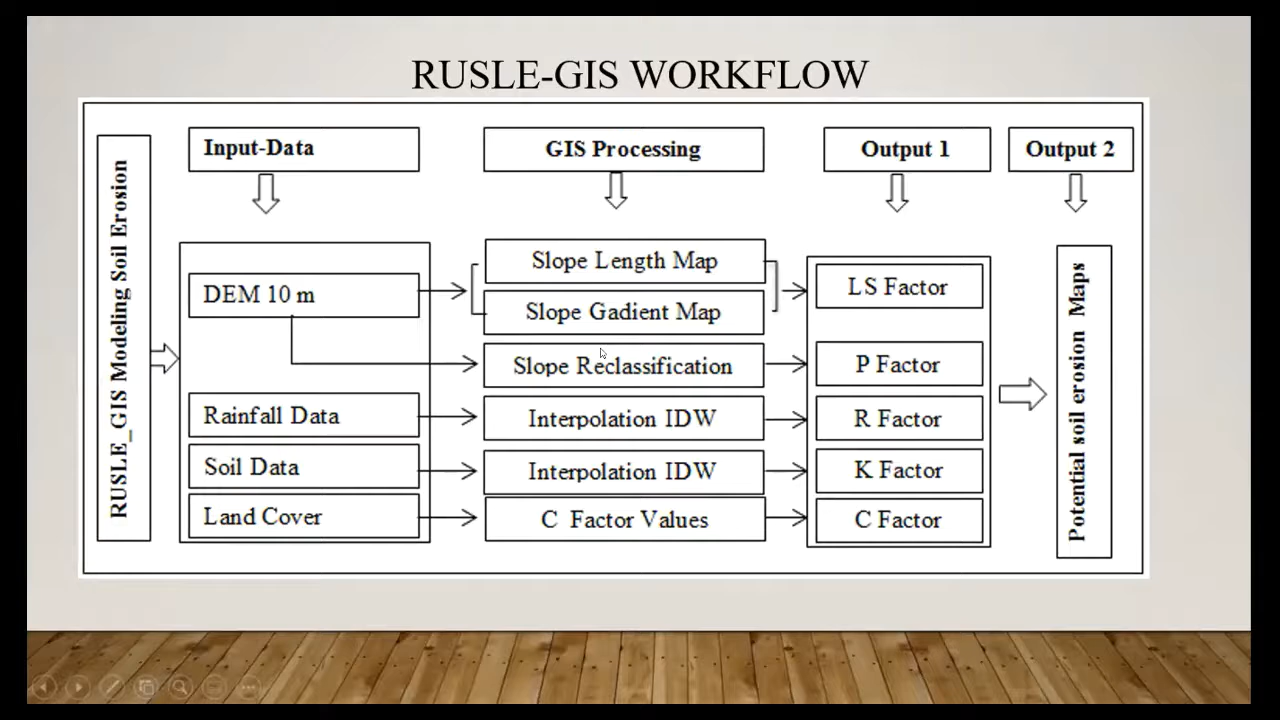 RUSLE-GIS WORKFLOW
Input-Data
GIS Processing
Output 1
Output 2
RUSLE_GIS Modeling Soil Erosion
DEM 10 m
Slope Length Map
Slope Gadient Map
LS Factor
Slope Reclassification
P Factor
Rainfall Data
Interpolation IDW
R Factor
Soil Data
Interpolation IDW
K Factor
Land Cover
C Factor Values
C Factor
Potential soil erosion Maps